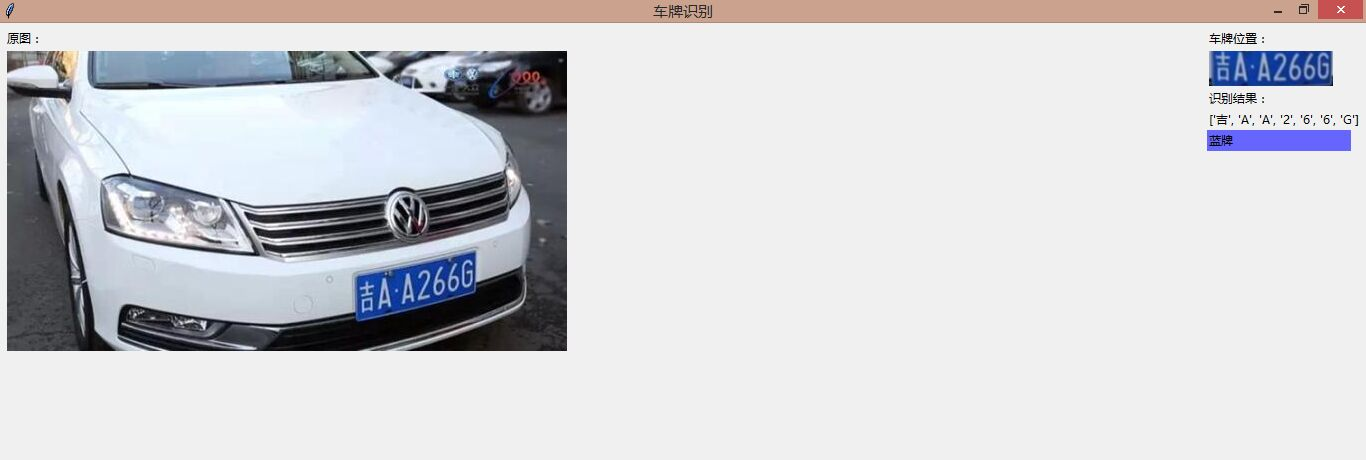 车牌识别
原图：
吉A·A266G
车牌位置：
吉A·A266G
识别结果：
['吉', 'A', 'A', '2', '6', '6', 'G']
蓝牌